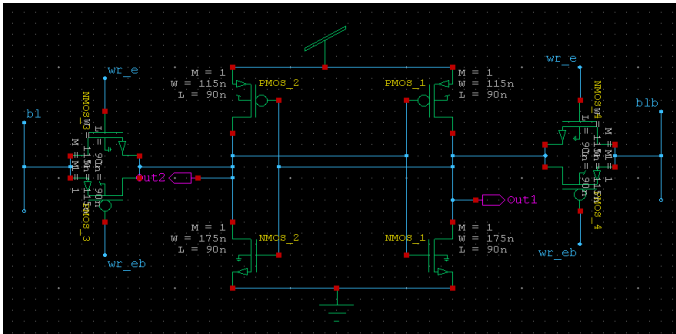 wr_e
wr_e
M = 1
W = 115n
L = 90n
PMOS_2
PMOS_1
M = 1
W = 115n
L = 90n
bl
blb
Out2
Out1
M = 1
W = 175n
L = 90n
NMOS_2
NMOS_1
M = 1
W = 175n
L = 90n
wr_eb
wr_eb